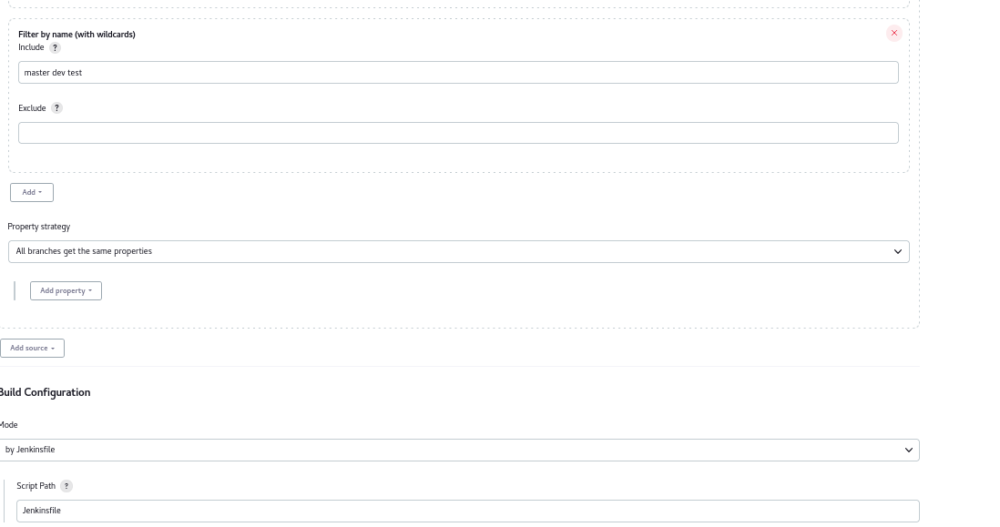 Filter by name (with wildcards)
Include ?
master dev test
Exclude ?
Add
Property strategy
All branches get the same properties
Add property
Add source
Build Configuration
Mode
by Jenkinsfile
Script Path ?
Jenkinsfile